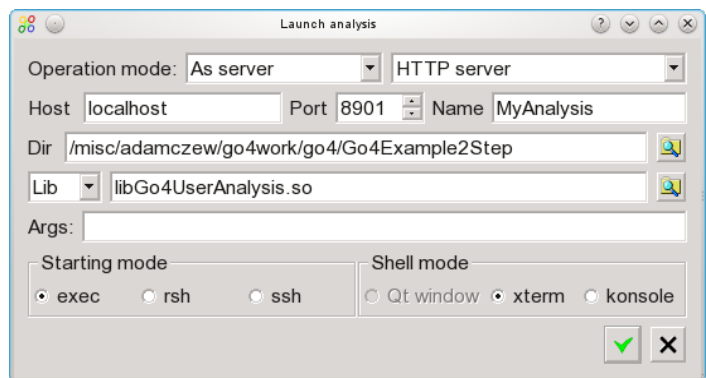 Launch analysis
Operation mode: As server HTTP server
Host localhost Port 8901 Name MyAnalysis
Dir /misc/adamczew/go4work/go4/Go4Example2Step
Lib libGo4UserAnalysis.so
Args:
Starting mode Shell mode
exec rsh ssh Qt window xterm konsole